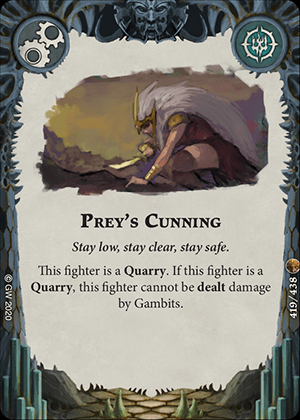 PREY'S CUNNING
Stay low, stay clear, stay safe.
This fighter is a Quarry. If this fighter is a
Quarry, this fighter cannot be dealt damage
by Gambits.
© GW 2020
419/438